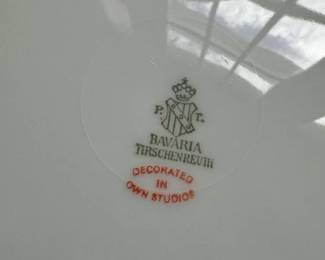 P. T.
BAVARIA
TIRSCHENREUTH
DECORATED
IN
OWN STUDIOS